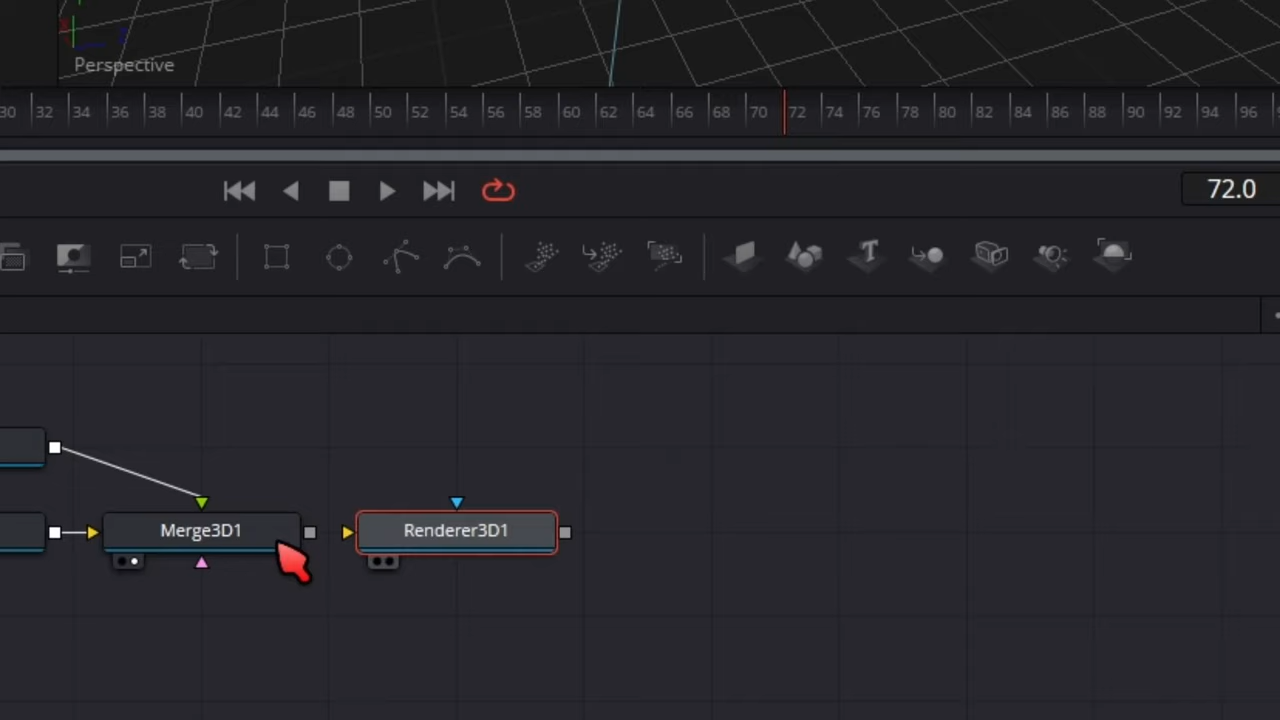 X
Z
Perspective
30 32 34 36 38 40 42 44 46 48 50 52 54 56 58 60 62 64 66 68 70 72 74 76 78 80 82 84 86 88 90 92 94 96
72.0
T
Merge3D1 Renderer3D1